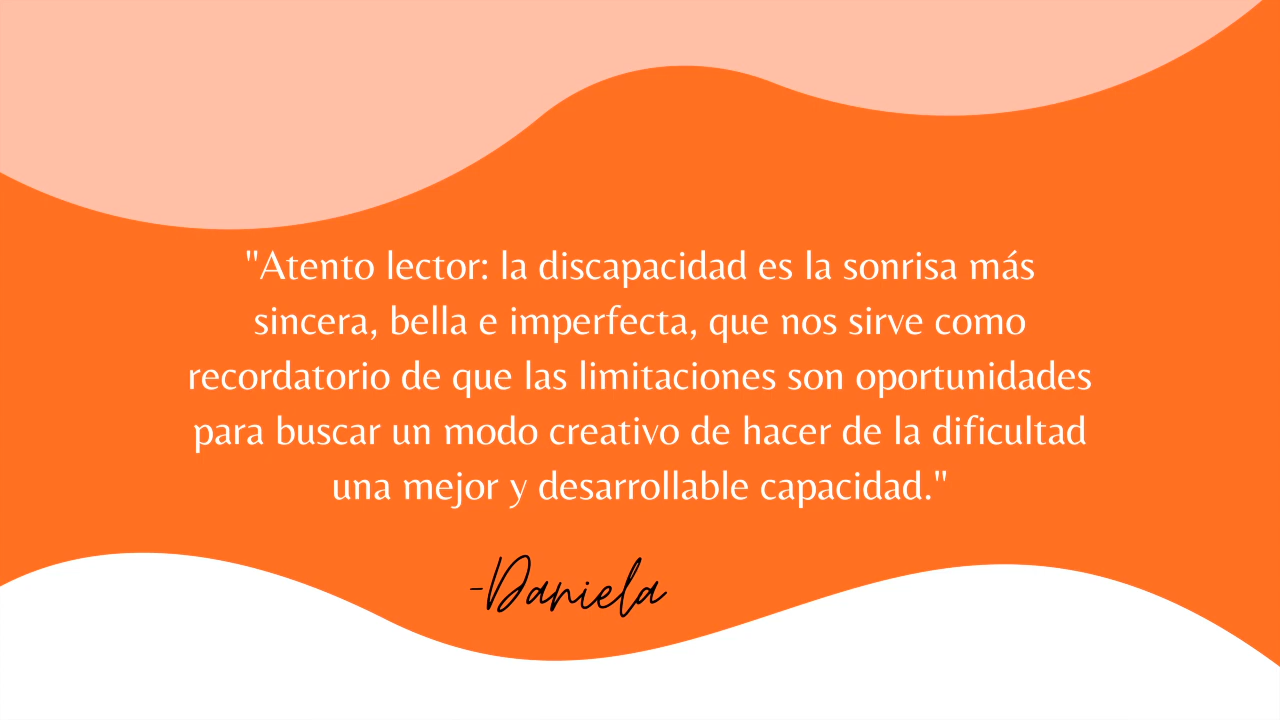 "Atento lector: la discapacidad es la sonrisa más
sincera, bella e imperfecta, que nos sirve como
recordatorio de que las limitaciones son oportunidades
para buscar un modo creativo de hacer de la dificultad
una mejor y desarrollable capacidad."
-Daniela